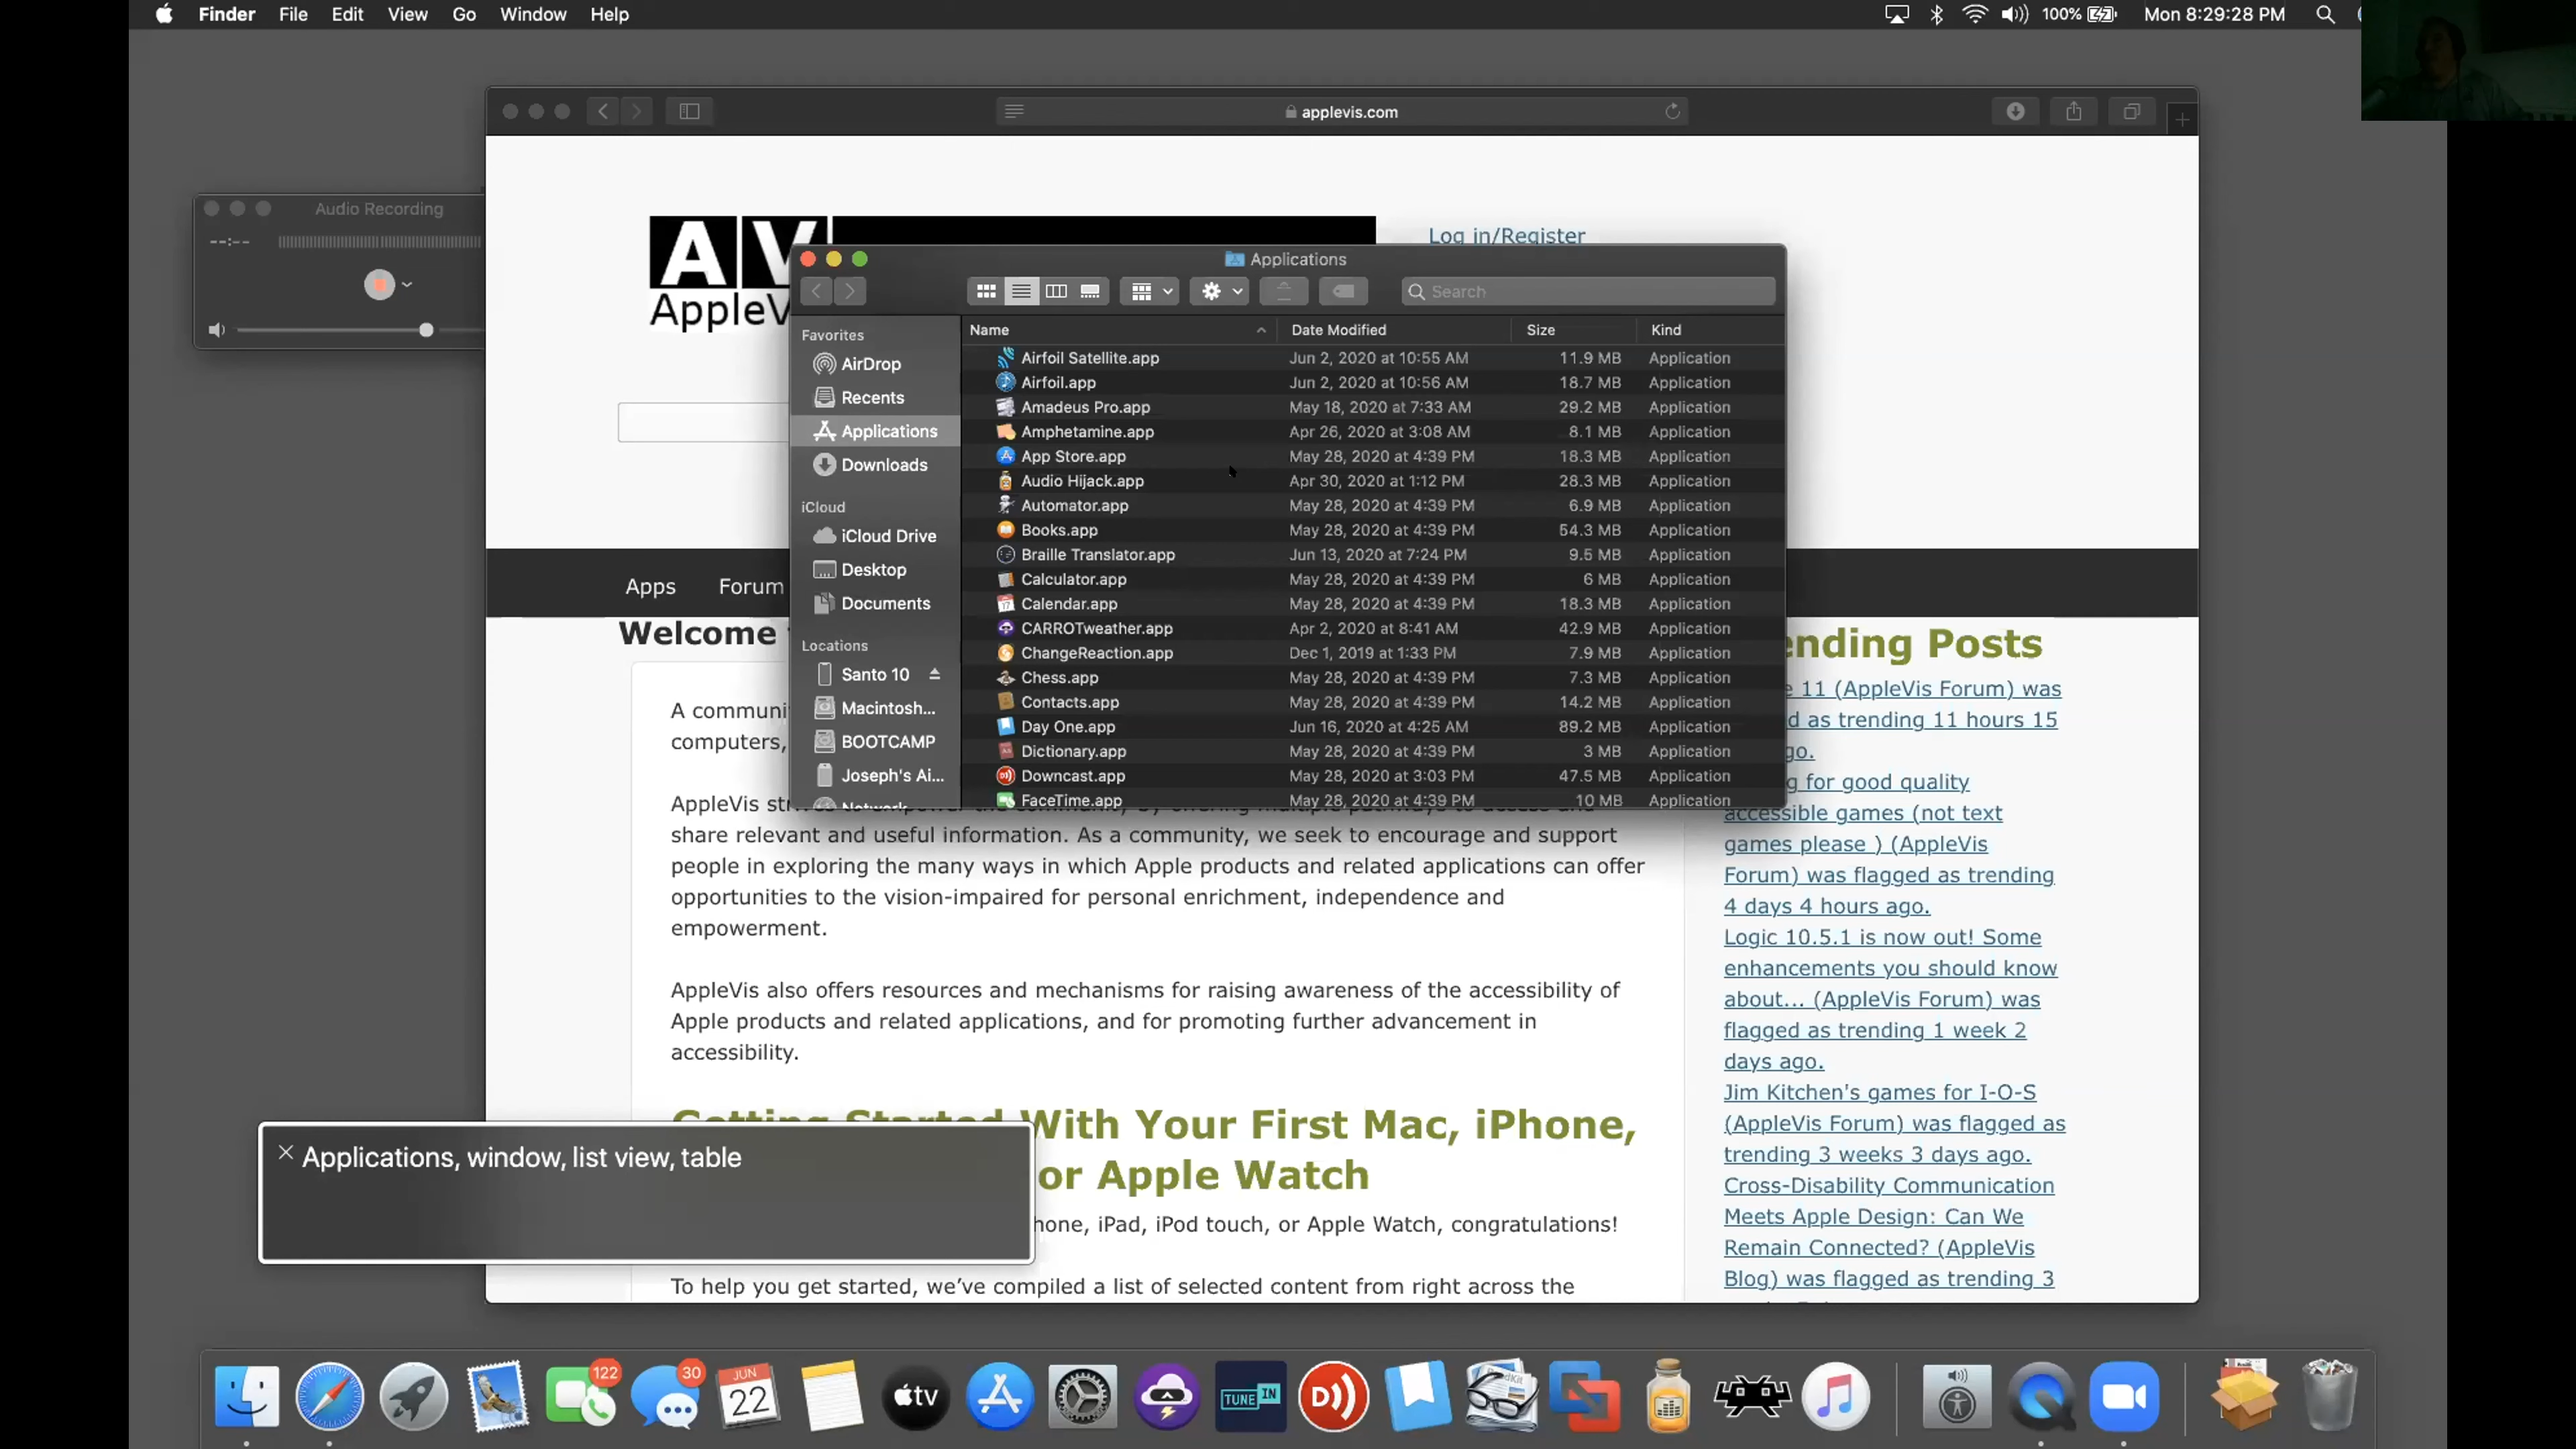 Finder File Edit View Go Window Help
100% Mon 8:29:28 PM
applevis.com
Audio Recording
--:--
AV
AppleV
Log in/Register
Applications
Search
Favorites
AirDrop
Recents
Applications
Downloads
iCloud
iCloud Drive
Desktop
Documents
Locations
Santo 10
Macintosh...
BOOTCAMP
Joseph's Ai...
Network
Name Date Modified Size Kind
Airfoil Satellite.app Jun 2, 2020 at 10:55 AM 11.9 MB Application
Airfoil.app Jun 2, 2020 at 10:56 AM 18.7 MB Application
Amadeus Pro.app May 18, 2020 at 7:33 AM 29.2 MB Application
Amphetamine.app Apr 26, 2020 at 3:08 AM 8.1 MB Application
App Store.app May 28, 2020 at 4:39 PM 18.3 MB Application
Audio Hijack.app Apr 30, 2020 at 1:12 PM 28.3 MB Application
Automator.app May 28, 2020 at 4:39 PM 6.9 MB Application
Books.app May 28, 2020 at 4:39 PM 54.3 MB Application
Braille Translator.app Jun 13, 2020 at 7:24 PM 9.5 MB Application
Calculator.app May 28, 2020 at 4:39 PM 6 MB Application
Calendar.app May 28, 2020 at 4:39 PM 18.3 MB Application
CARROTweather.app Apr 2, 2020 at 8:41 AM 42.9 MB Application
ChangeReaction.app Dec 1, 2019 at 1:33 PM 7.9 MB Application
Chess.app May 28, 2020 at 4:39 PM 7.3 MB Application
Contacts.app May 28, 2020 at 4:39 PM 14.2 MB Application
Day One.app Jun 16, 2020 at 4:25 AM 89.2 MB Application
Dictionary.app May 28, 2020 at 4:39 PM 3 MB Application
Downcast.app May 28, 2020 at 3:03 PM 47.5 MB Application
FaceTime.app May 28, 2020 at 4:39 PM 10 MB Application
Apps Forum
Welcome
A communi
computers,
AppleVis
share relevant and useful information. As a community, we seek to encourage and support
people in exploring the many ways in which Apple products and related applications can offer
opportunities to the vision-impaired for personal enrichment, independence and
empowerment.
AppleVis also offers resources and mechanisms for raising awareness of the accessibility of
Apple products and related applications, and for promoting further advancement in
accessibility.
Getting Started With Your First Mac, iPhone,
or Apple Watch
hone, iPad, iPod touch, or Apple Watch, congratulations!
To help you get started, we've compiled a list of selected content from right across the
ending Posts
e 11 (AppleVis Forum) was
d as trending 11 hours 15
go.
g for good quality
accessible games (not text
games please ) (AppleVis
Forum) was flagged as trending
4 days 4 hours ago.
Logic 10.5.1 is now out! Some
enhancements you should know
about... (AppleVis Forum) was
flagged as trending 1 week 2
days ago.
Jim Kitchen's games for I-O-S
(AppleVis Forum) was flagged as
trending 3 weeks 3 days ago.
Cross-Disability Communication
Meets Apple Design: Can We
Remain Connected? (AppleVis
Blog) was flagged as trending 3
Applications, window, list view, table
122
30
JUN
22
tv
TUNE IN